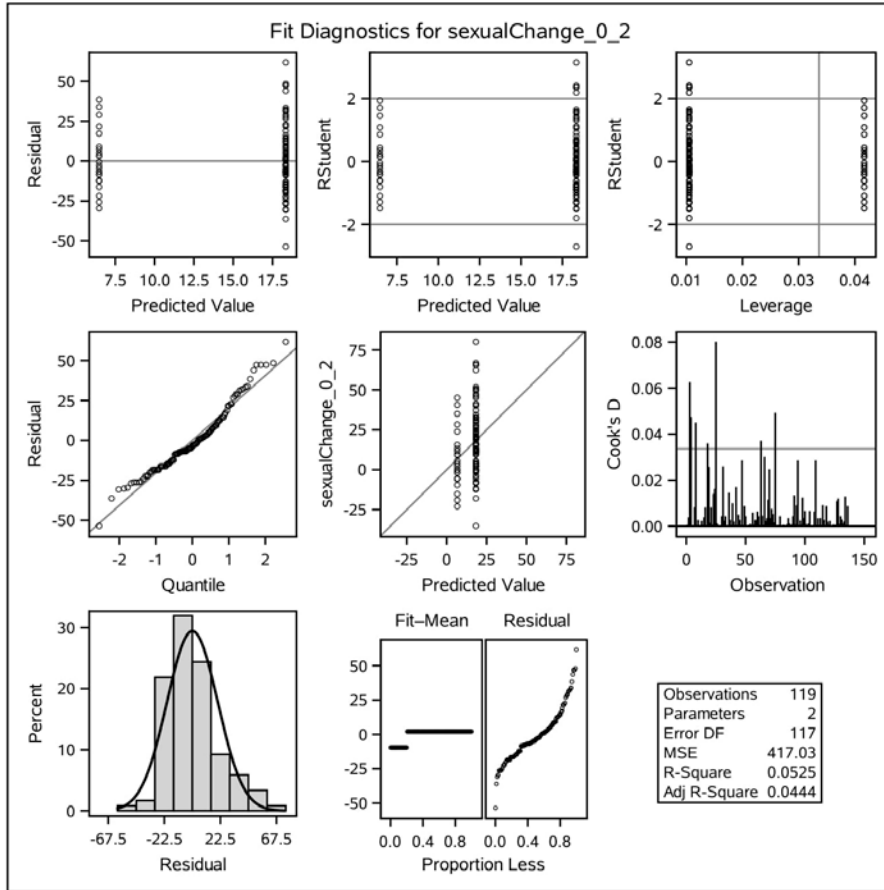 Fit Diagnostics for sexualChange_0_2
50
25
0
-25
-50
Residual
7.5 10.0 12.5 15.0 17.5
Predicted Value
2
0
-2
RStudent
7.5 10.0 12.5 15.0 17.5
Predicted Value
2
0
-2
RStudent
0.01 0.02 0.03 0.04
Leverage
50
25
0
-25
-50
Residual
-2 -1 0 1 2
Quantile
75
50
25
0
-25
sexualChange_0_2
-25 0 25 50 75
Predicted Value
0.08
0.06
0.04
0.02
0.00
Cook's D
0 50 100 150
Observation
30
20
10
0
Percent
-67.5 -22.5 22.5 67.5
Residual
Fit–Mean Residual
50
25
0
-25
-50
0.0 0.4 0.8 0.0 0.4 0.8
Proportion Less
Observations 119
Parameters 2
Error DF 117
MSE 417.03
R-Square 0.0525
Adj R-Square 0.0444